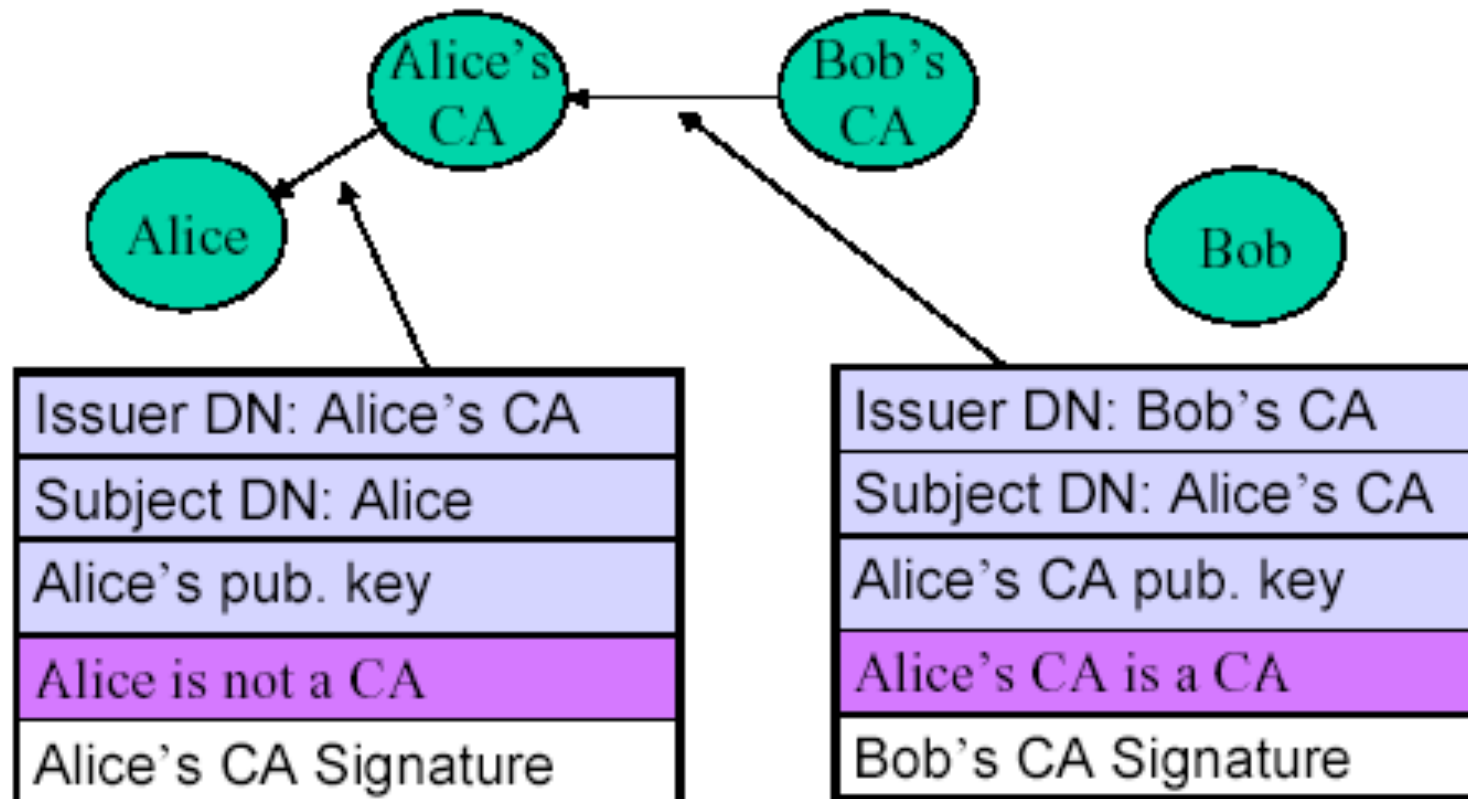 Alice’s
CA
Bob’s
CA
Alice
Bob
Issuer DN: Alice’s CA
Subject DN: Alice
Alice’s pub. key
Alice is not a CA
Alice’s CA Signature
Issuer DN: Bob’s CA
Subject DN: Alice’s CA
Alice’s CA pub. key
Alice’s CA is a CA
Bob’s CA Signature